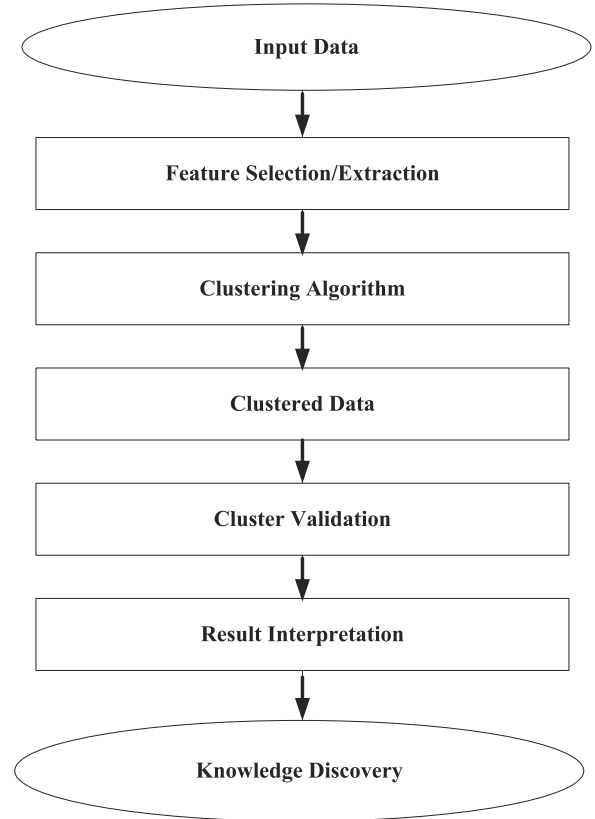 Input Data
Feature Selection/Extraction
Clustering Algorithm
Clustered Data
Cluster Validation
Result Interpretation
Knowledge Discovery